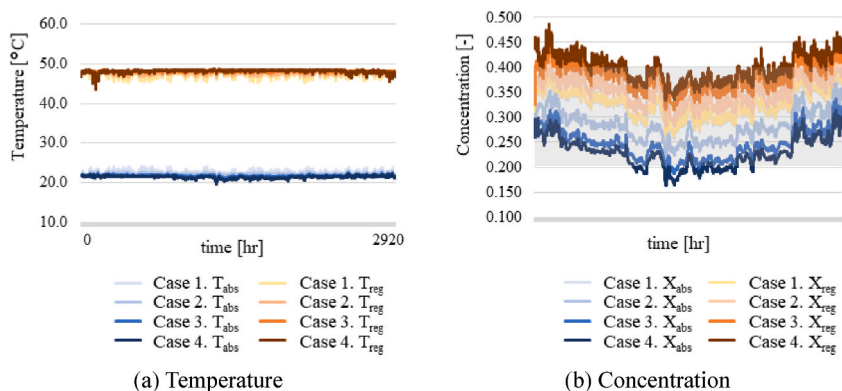 60.0
50.0
40.0
30.0
20.0
10.0
Temperature [°C]
0
2920
time [hr]
Case 1. Tabs
Case 1. Treg
Case 2. Tabs
Case 2. Treg
Case 3. Tabs
Case 3. Treg
Case 4. Tabs
Case 4. Treg
(a) Temperature
0.500
0.450
0.400
0.350
0.300
0.250
0.200
0.150
0.100
Concentration [-]
time [hr]
Case 1. Xabs
Case 1. Xreg
Case 2. Xabs
Case 2. Xreg
Case 3. Xabs
Case 3. Xreg
Case 4. Xabs
Case 4. Xreg
(b) Concentration